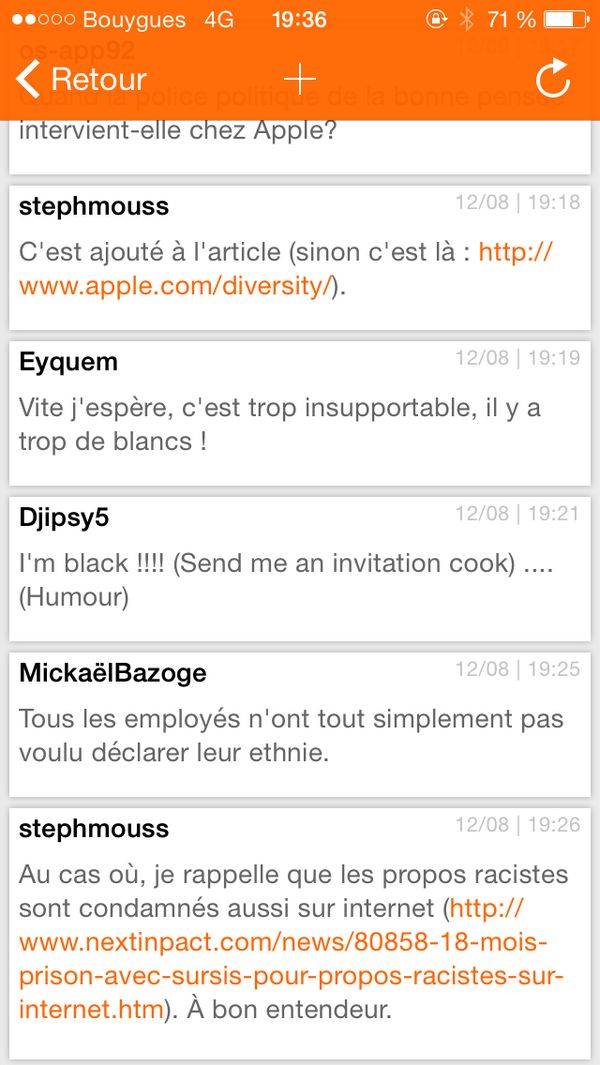 Bouygues 4G 19:36 71 %
os-app92
Retour
Quand la police politique de la bonne pensée
intervient-elle chez Apple?
stephmouss 12/08 | 19:18
C'est ajouté à l'article (sinon c'est là : http://
www.apple.com/diversity/).
Eyquem 12/08 | 19:19
Vite j'espère, c'est trop insupportable, il y a
trop de blancs !
Djipsy5 12/08 | 19:21
I'm black !!!! (Send me an invitation cook) ....
(Humour)
MickaëlBazoge 12/08 | 19:25
Tous les employés n'ont tout simplement pas
voulu déclarer leur ethnie.
stephmouss 12/08 | 19:26
Au cas où, je rappelle que les propos racistes
sont condamnés aussi sur internet (http://
www.nextinpact.com/news/80858-18-mois-
prison-avec-sursis-pour-propos-racistes-sur-
internet.htm). À bon entendeur.